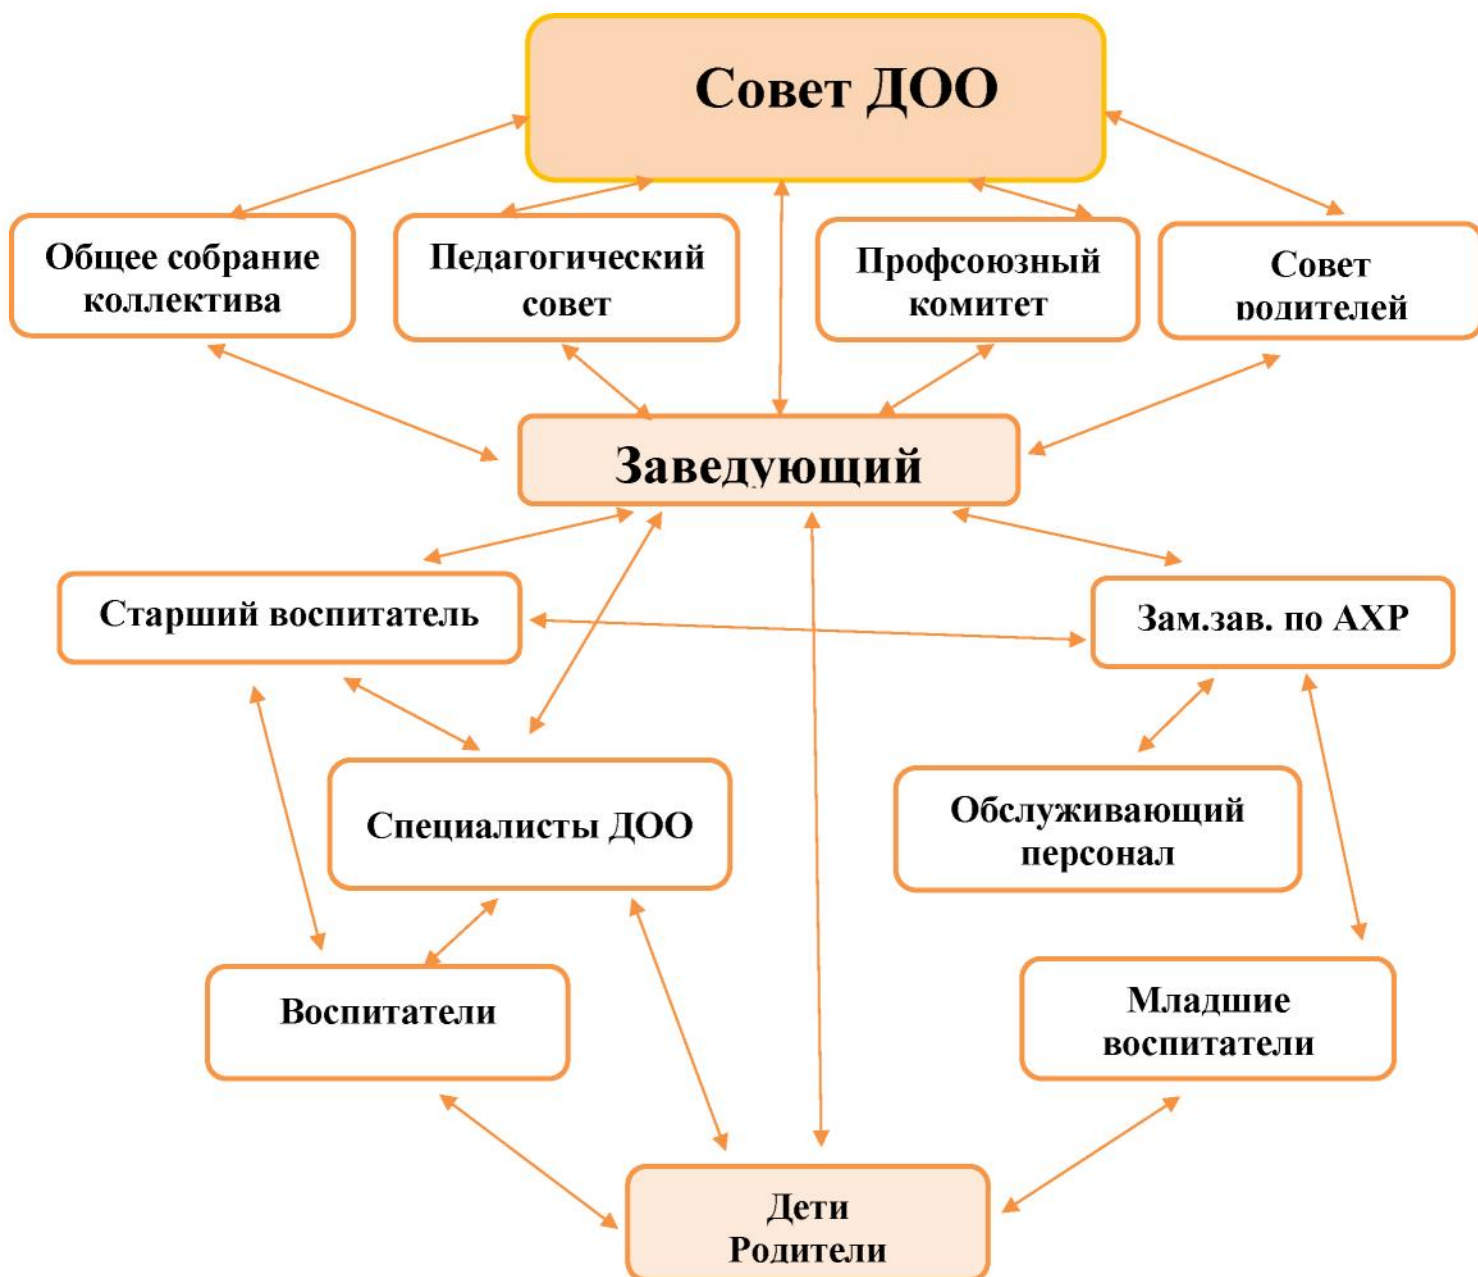 Совет ДОО
Общее собрание
коллектива
Педагогический
совет
Профсоюзный
комитет
Совет
родителей
Заведующий
Старший воспитатель
Зам.зав. по АХР
Специалисты ДОО
Обслуживающий
персонал
Воспитатели
Младшие
воспитатели
Дети
Родители